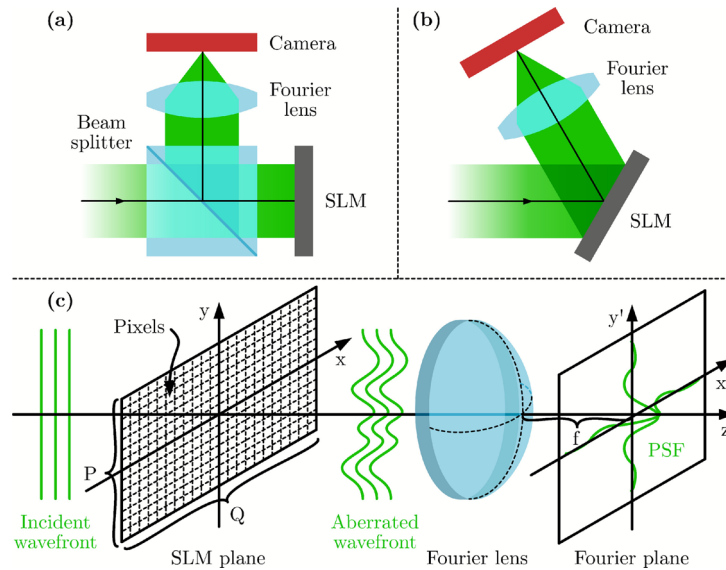 (a)
Camera
Fourier
lens
Beam
splitter
SLM
(b)
Camera
Fourier
lens
SLM
(c)
Pixels
y
x
P
Q
Incident
wavefront
SLM plane
Aberrated
wavefront
Fourier lens
f
y'
x'
z
PSF
Fourier plane